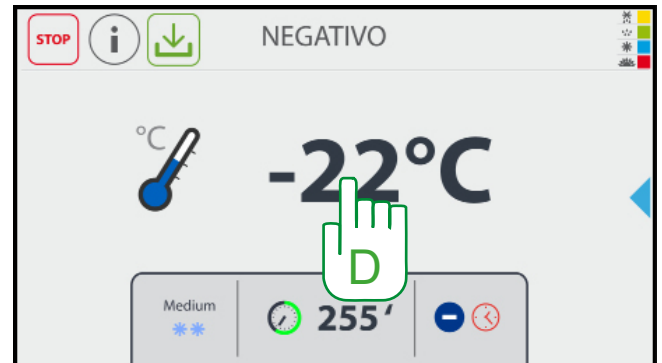 STOP
i
NEGATIVO
°C
-22°C
D
Medium
255’